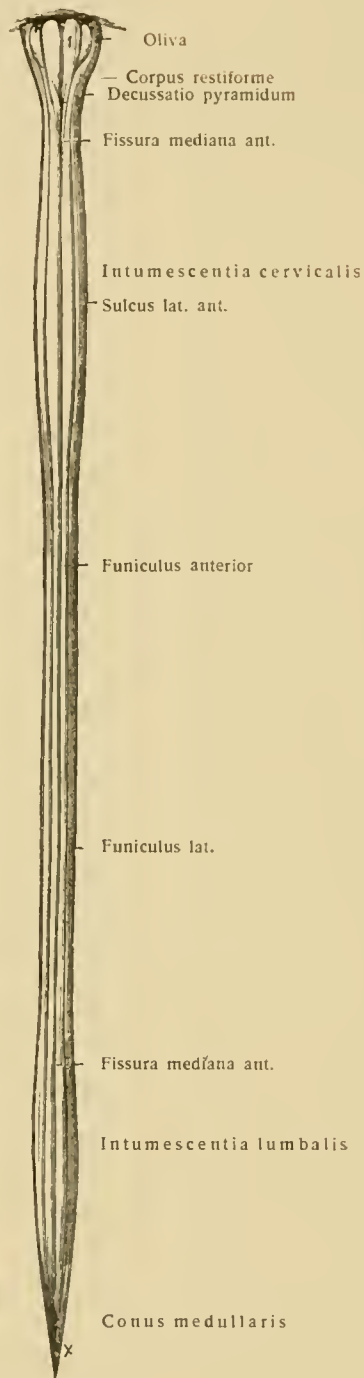 Oliva
— Corpus restiforme
Decussatio pyramidum
Fissura mediana ant.
Intumescentia cervicalis
Sulcus lat. ant.
Funiculus anterior
Funiculus lat.
Fissura mediana ant.
Intumescentia lumbalis
Conus medullaris
x